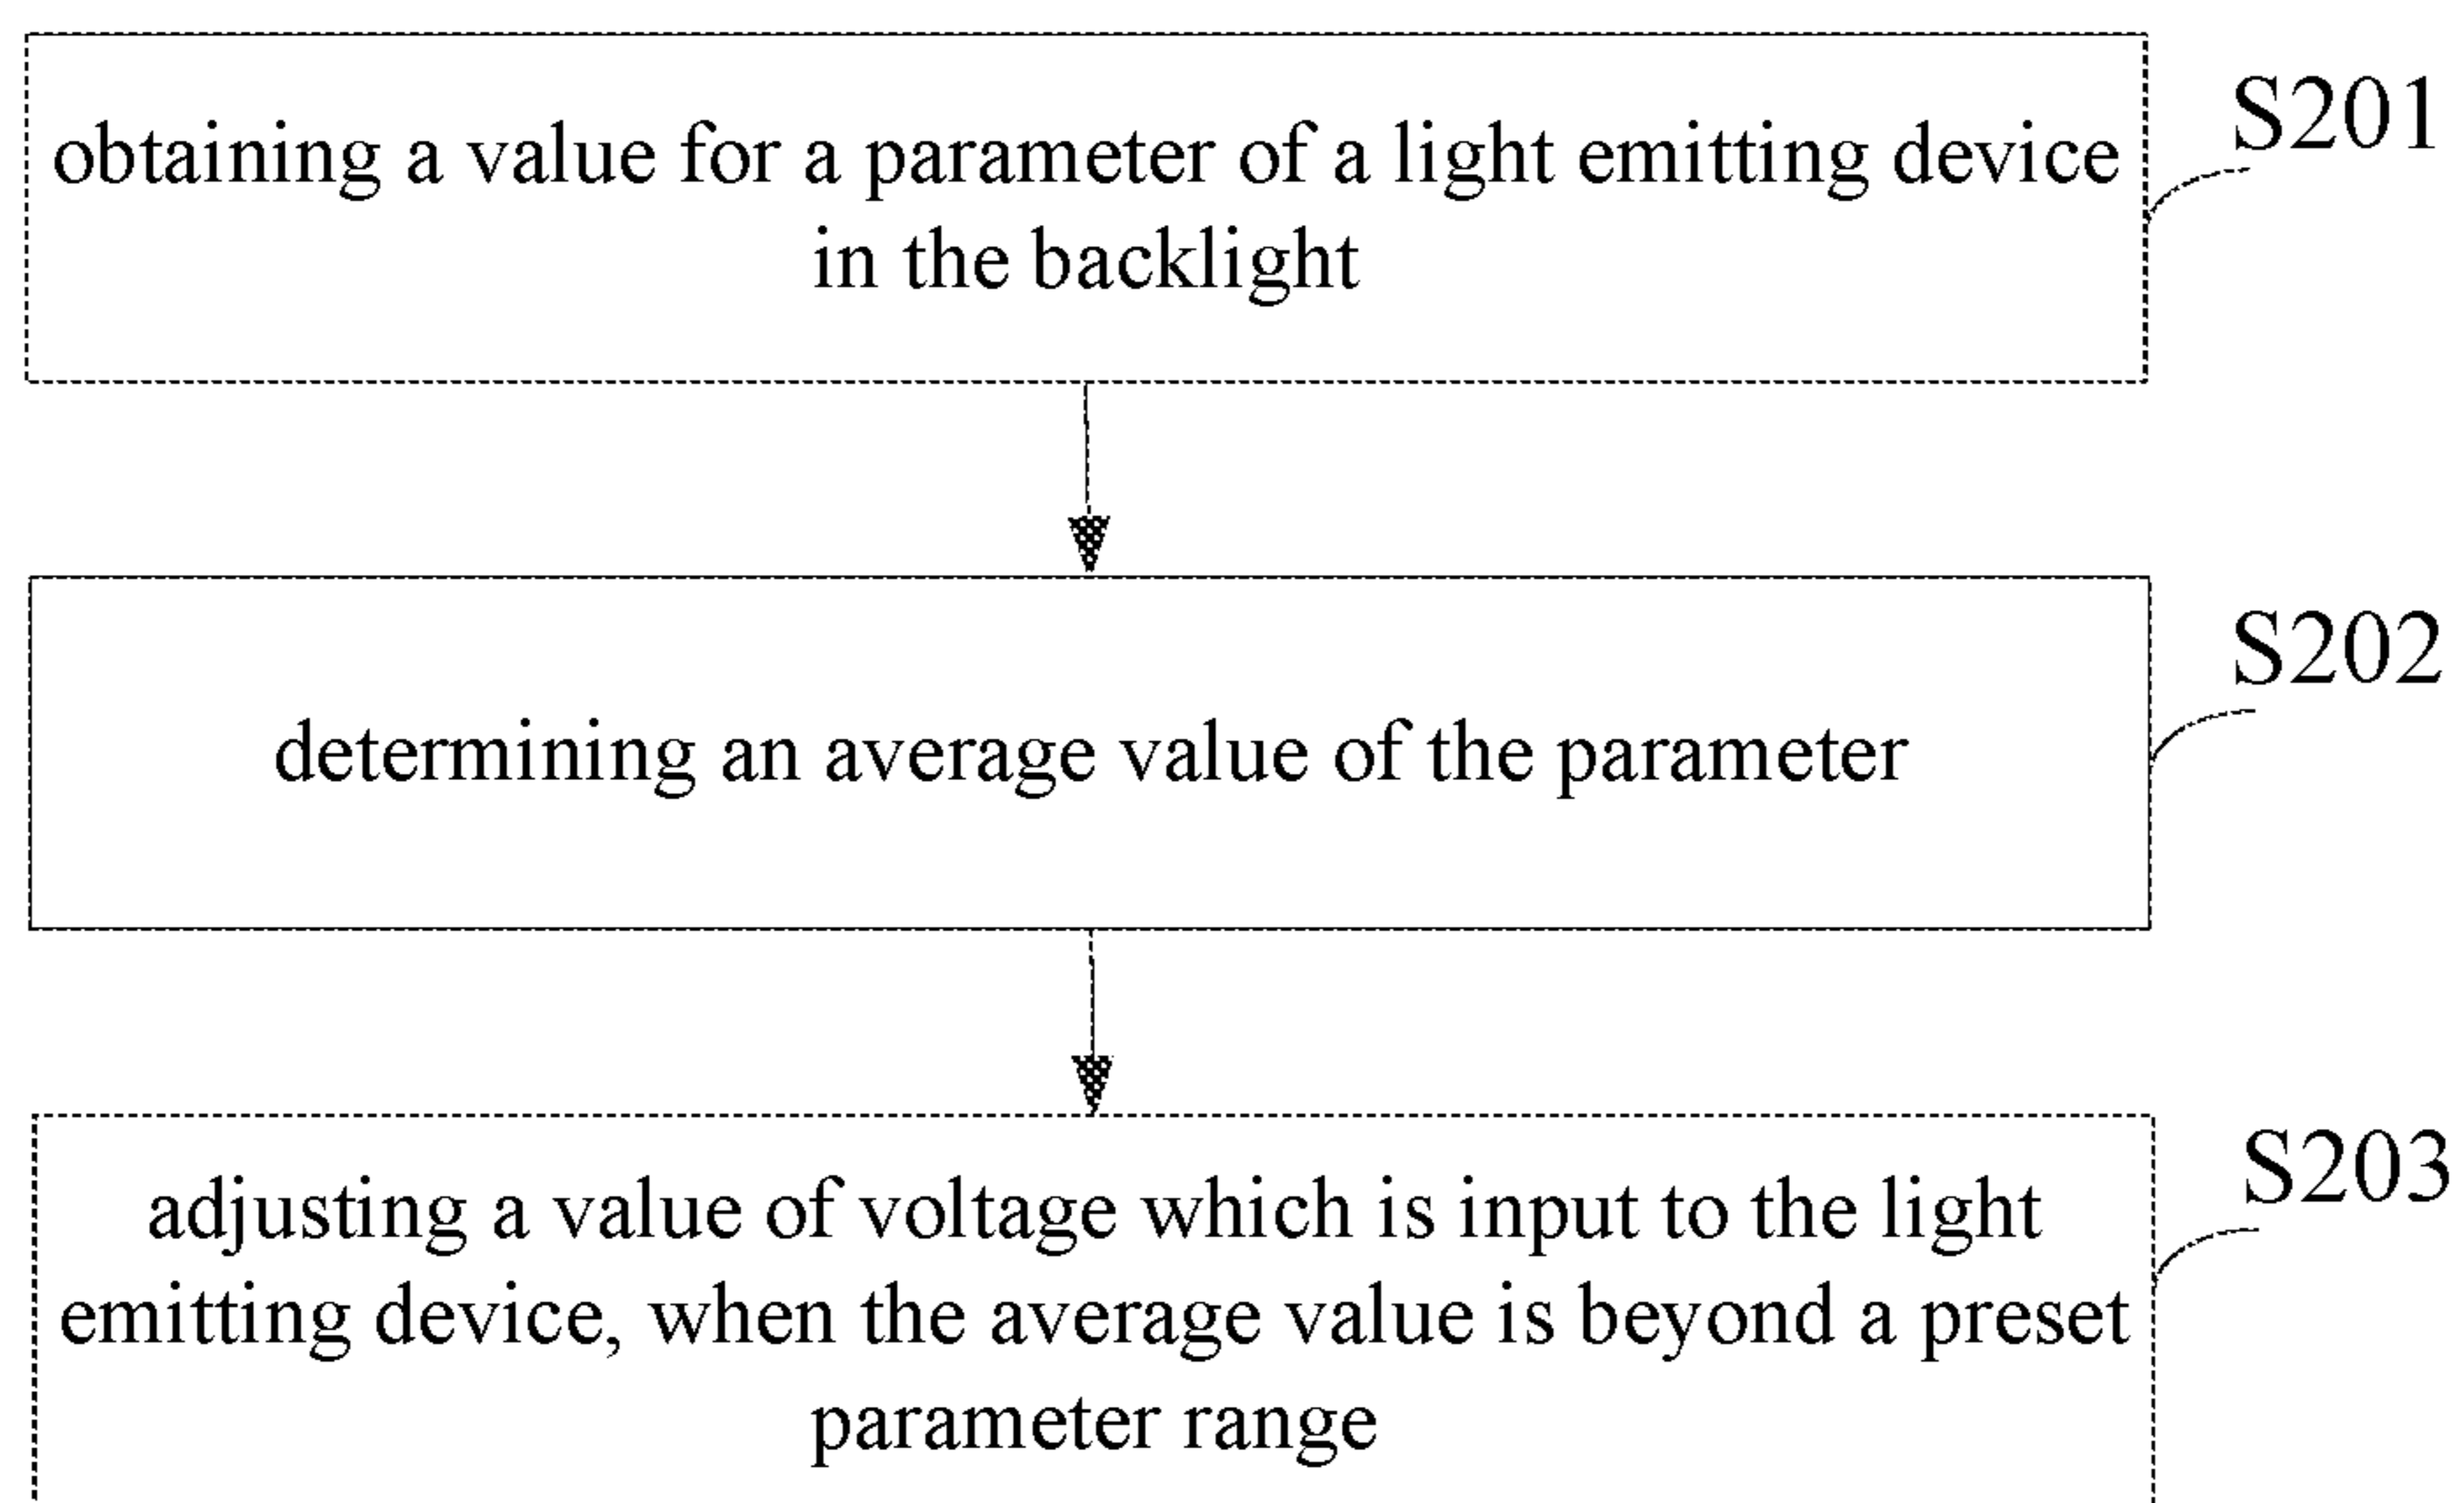 S201
obtaining a value for a parameter of a light emitting device
in the backlight
S202
determining an average value of the parameter
S203
adjusting a value of voltage which is input to the light
emitting device, when the average value is beyond a preset
parameter range